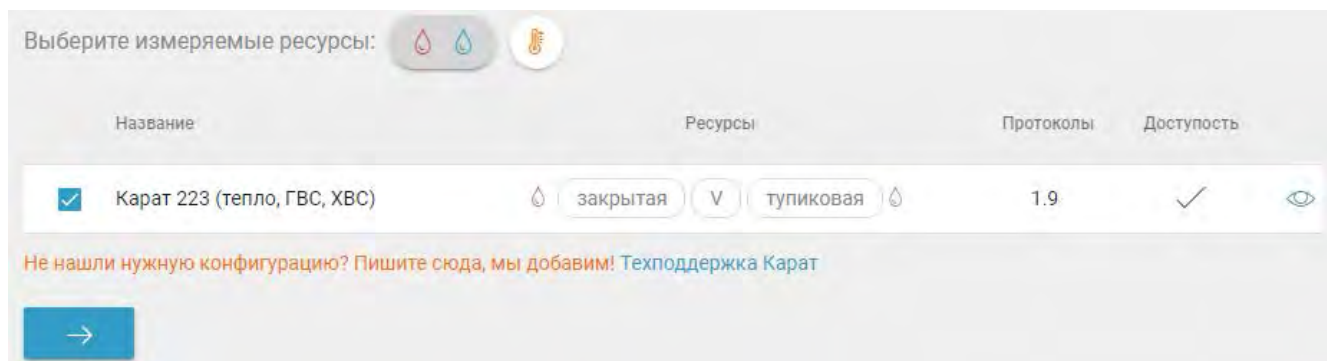 Выберите измеряемые ресурсы:
Название Ресурсы Протоколы Доступость
Карат 223 (тепло, ГВС, ХВС) закрытая V тупиковая 1.9
Не нашли нужную конфигурацию? Пишите сюда, мы добавим! Техподдержка Карат